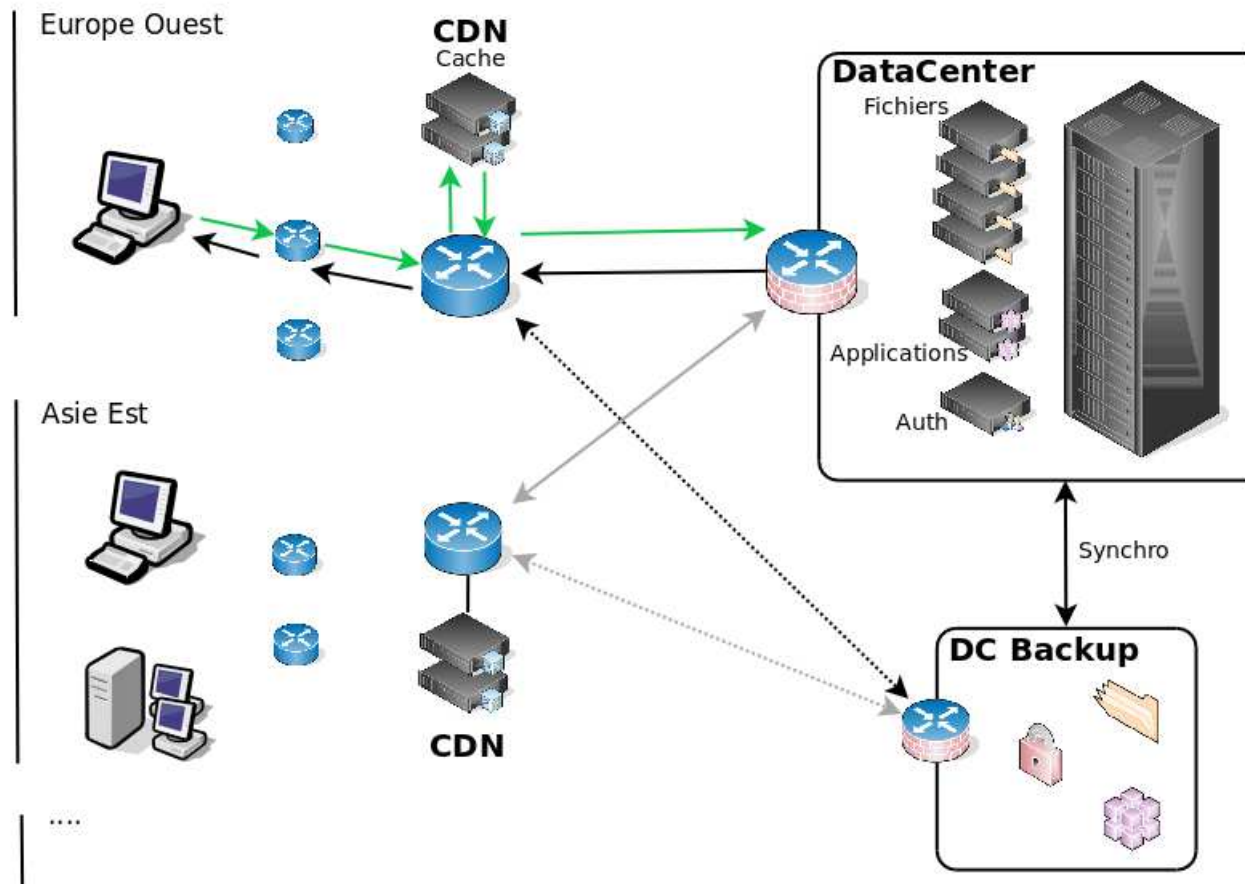 Europe Ouest
CDN
Cache
DataCenter
Fichiers
Applications
Auth
Asie Est
CDN
Synchro
DC Backup
....